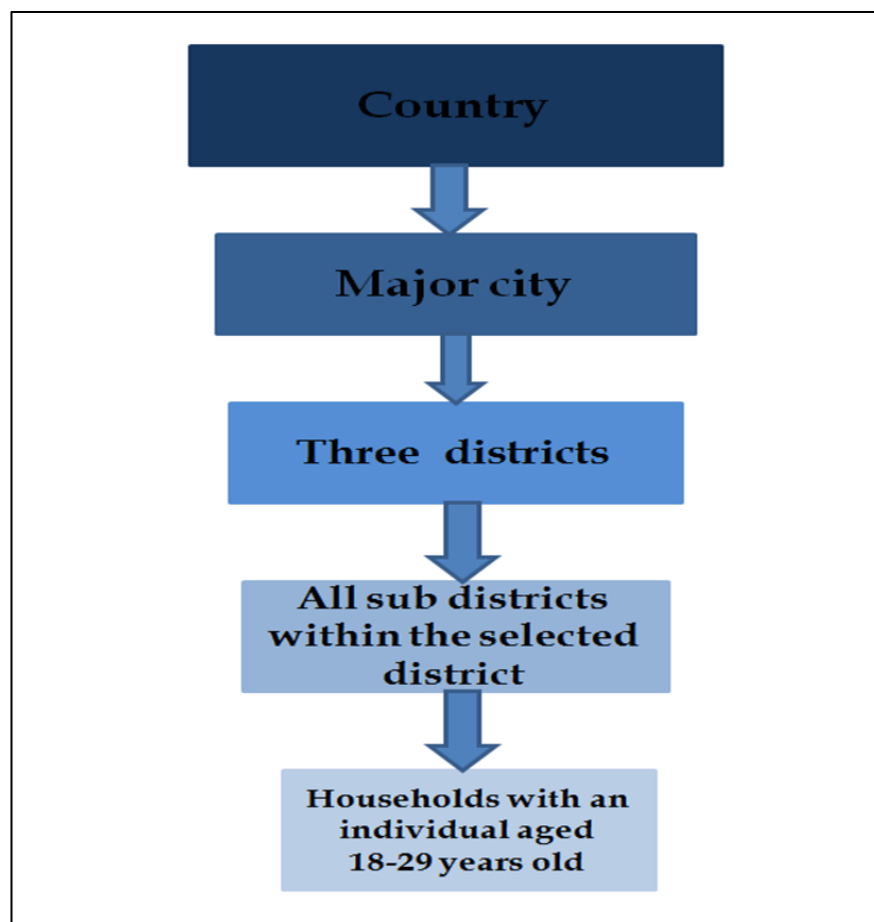 Country
Major city
Three districts
All sub districts
within the selected
district
Households with an
individual aged
18-29 years old